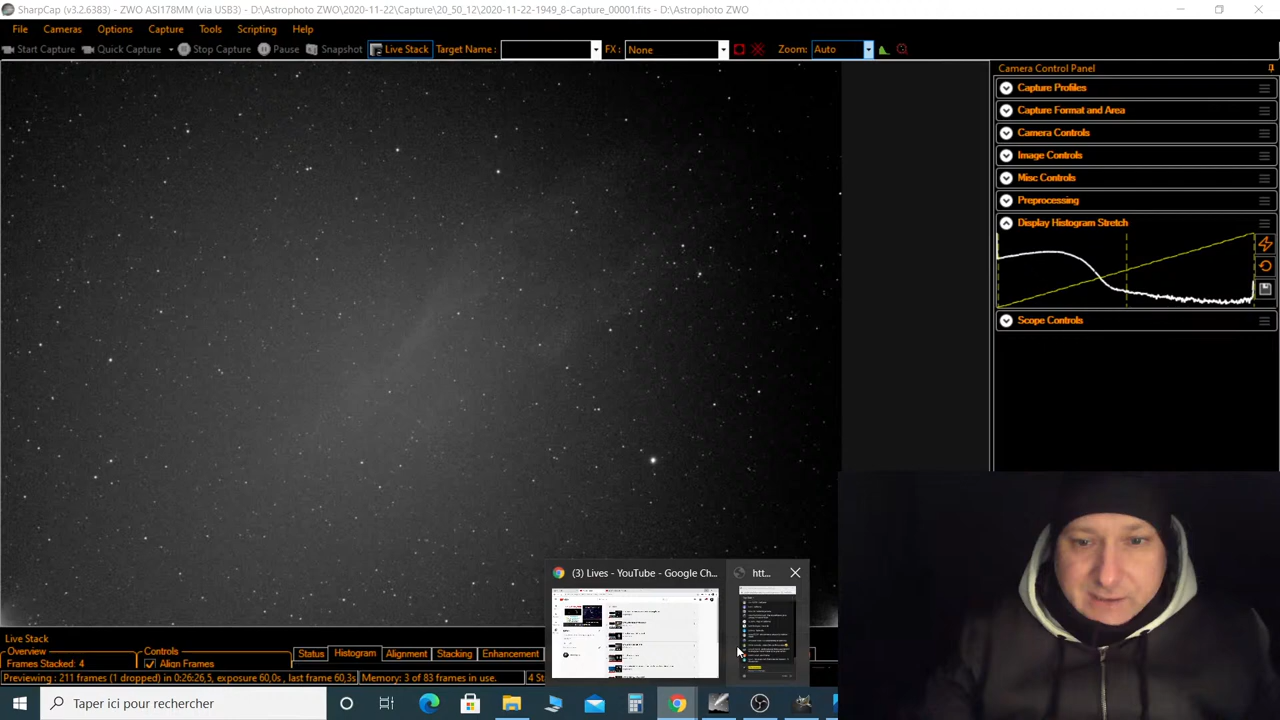 SharpCap (v3.2.6383) - ZWO ASI178MM (via USB3) - D:\Astrophoto ZWO\2020-11-22\Capture\20_50_12\2020-11-22-1949_8-Capture_00001.fits - D:\Astrophoto ZWO
File Cameras Options Capture Tools Scripting Help
Start Capture Quick Capture Stop Capture Pause Snapshot Live Stack Target Name : FX : None Zoom: Auto
Camera Control Panel
Capture Profiles
Capture Format and Area
Camera Controls
Image Controls
Misc Controls
Preprocessing
Display Histogram Stretch
Scope Controls
(3) Lives - YouTube - Google Ch... htt...
Live Stack
Frames Stacked: 4
Controls
Align Frames
Status Histogram Alignment Stacking Enhancement
Previewing : 211 frames (1 dropped) in 0:26:26,5, exposure 60,0s , last frame 60,3s Memory: 3 of 83 frames in use.
Taper ici pour rechercher